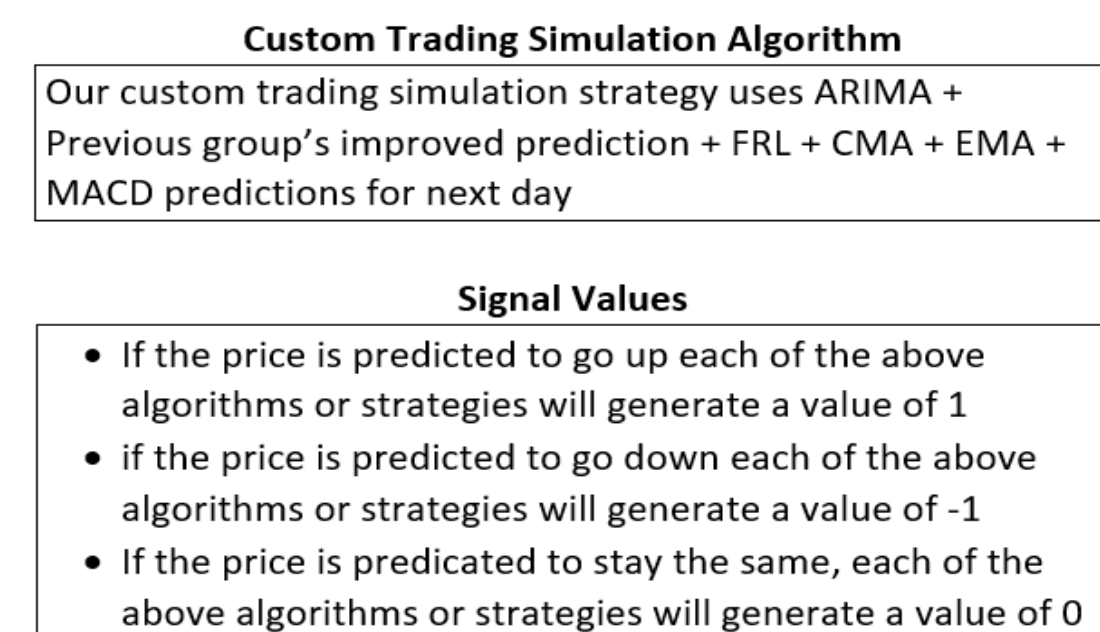 Custom Trading Simulation Algorithm
Our custom trading simulation strategy uses ARIMA +
Previous group’s improved prediction + FRL + CMA + EMA +
MACD predictions for next day
Signal Values
• If the price is predicted to go up each of the above
algorithms or strategies will generate a value of 1
• if the price is predicted to go down each of the above
algorithms or strategies will generate a value of -1
• If the price is predicated to stay the same, each of the
above algorithms or strategies will generate a value of 0